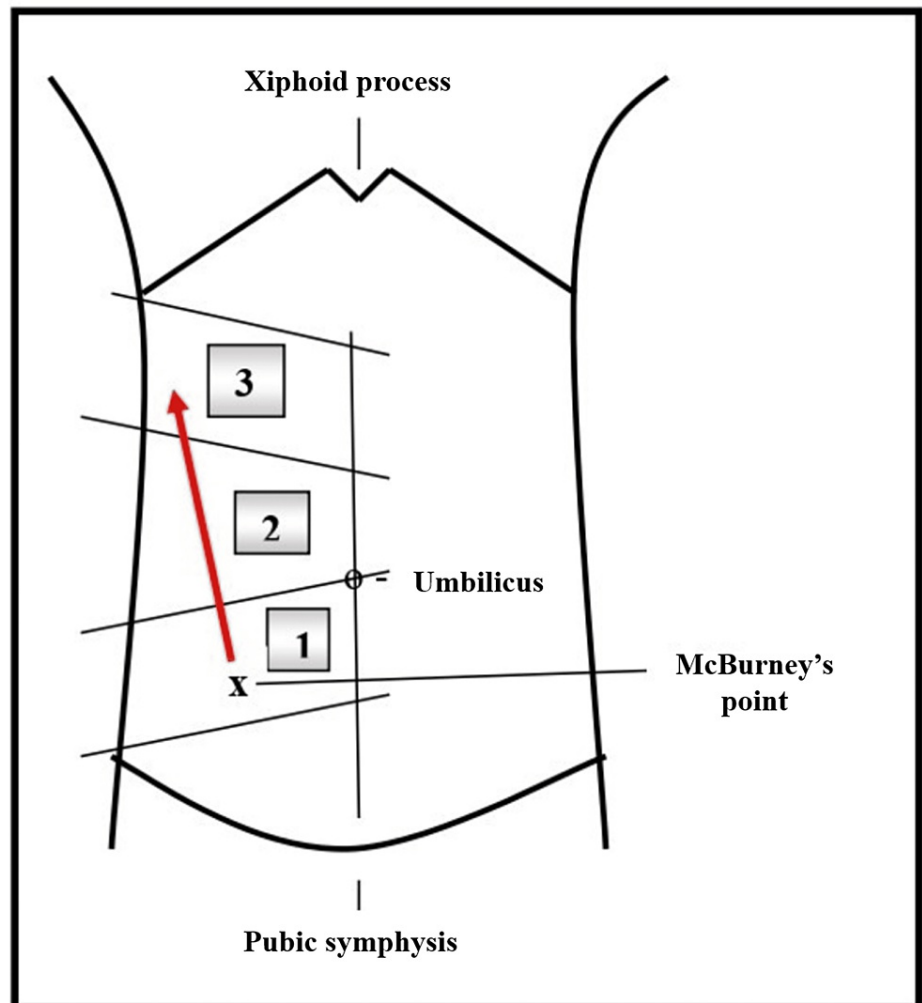 Xiphoid process
3
2
Umbilicus
1
x
McBurney's
point
Pubic symphysis